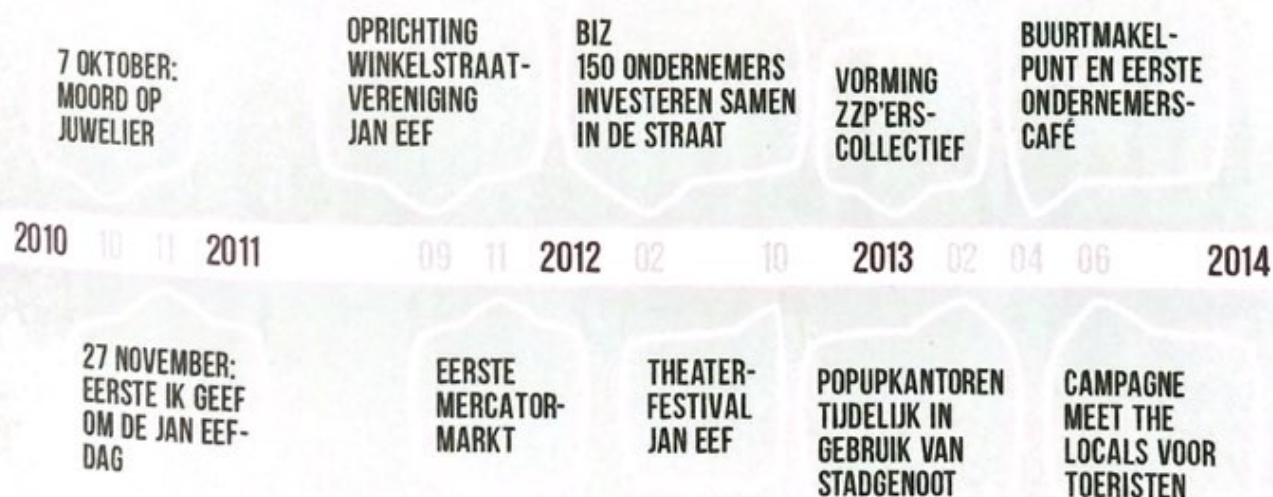 7 OKTOBER:
MOORD OP
JUWELIER
OPRICHTING
WINKELSTRAAT-
VERENIGING
JAN EEF
BIZ
150 ONDERNEMERS
INVESTEREN SAMEN
IN DE STRAAT
VORMING
ZZP'ERS-
COLLECTIEF
BUURTMAKEL-
PUNT EN EERSTE
ONDERNEMERS-
CAFÉ
2010 10 11 2011 09 11 2012 02 10 2013 02 04 06 2014
27 NOVEMBER:
EERSTE IK GEEF
OM DE JAN EEF-
DAG
EERSTE
MERCATOR-
MARKT
THEATER-
FESTIVAL
JAN EEF
POPUPKANTOREN
TIJDELIJK IN
GEBRUIK VAN
STADGENOOT
CAMPAGNE
MEET THE
LOCALS VOOR
TOERISTEN